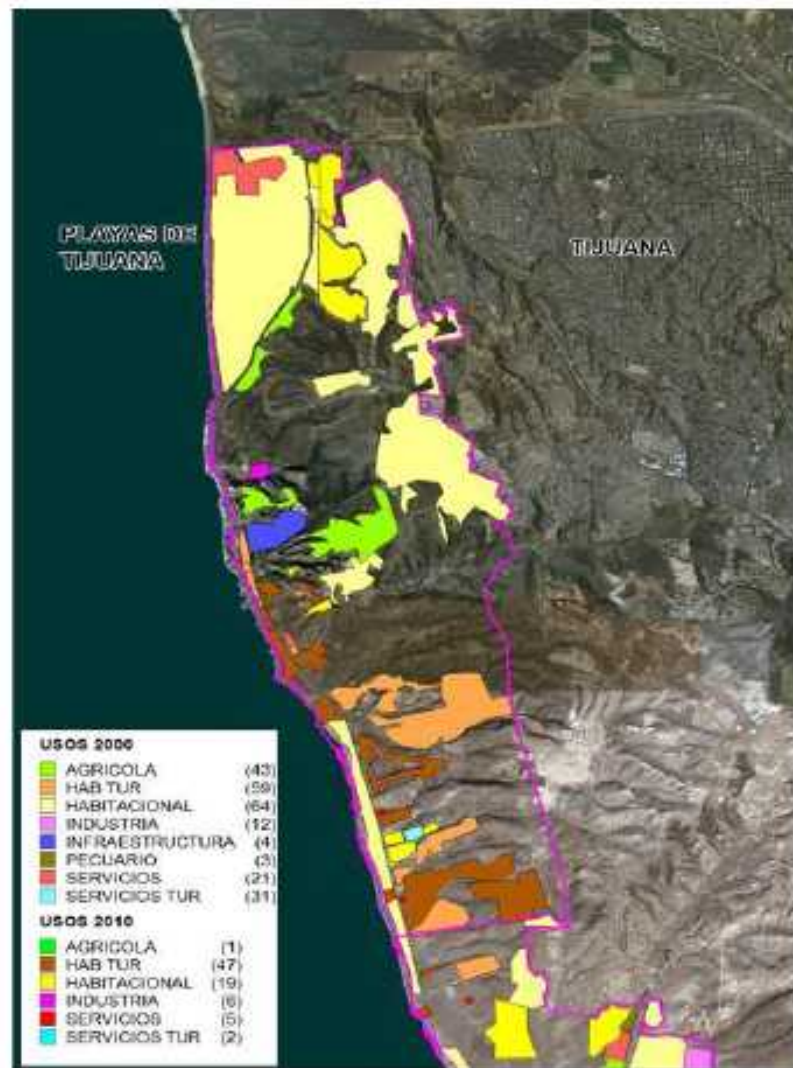 PLAYAS DE
TIJUANA
TIJUANA
USOS 2006
AGRICOLA (43)
HAB TUR (59)
HABITACIONAL (64)
INDUSTRIA (12)
INFRAESTRUCTURA (4)
PECUARIO (3)
SERVICIOS (21)
SERVICIOS TUR (31)
USOS 2010
AGRICOLA (1)
HAB TUR (47)
HABITACIONAL (19)
INDUSTRIA (6)
SERVICIOS (5)
SERVICIOS TUR (2)